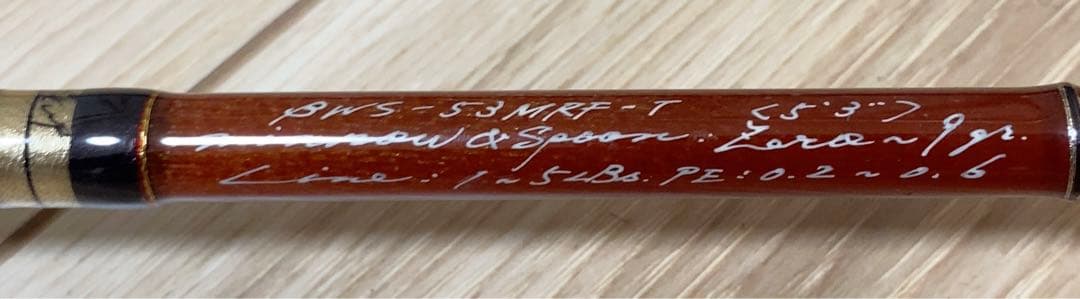 BWS-53MRF-T (5'3")
minnow & Spoon. Zero~9gr.
Line: 1~5LBs. PE:0.2~0.6